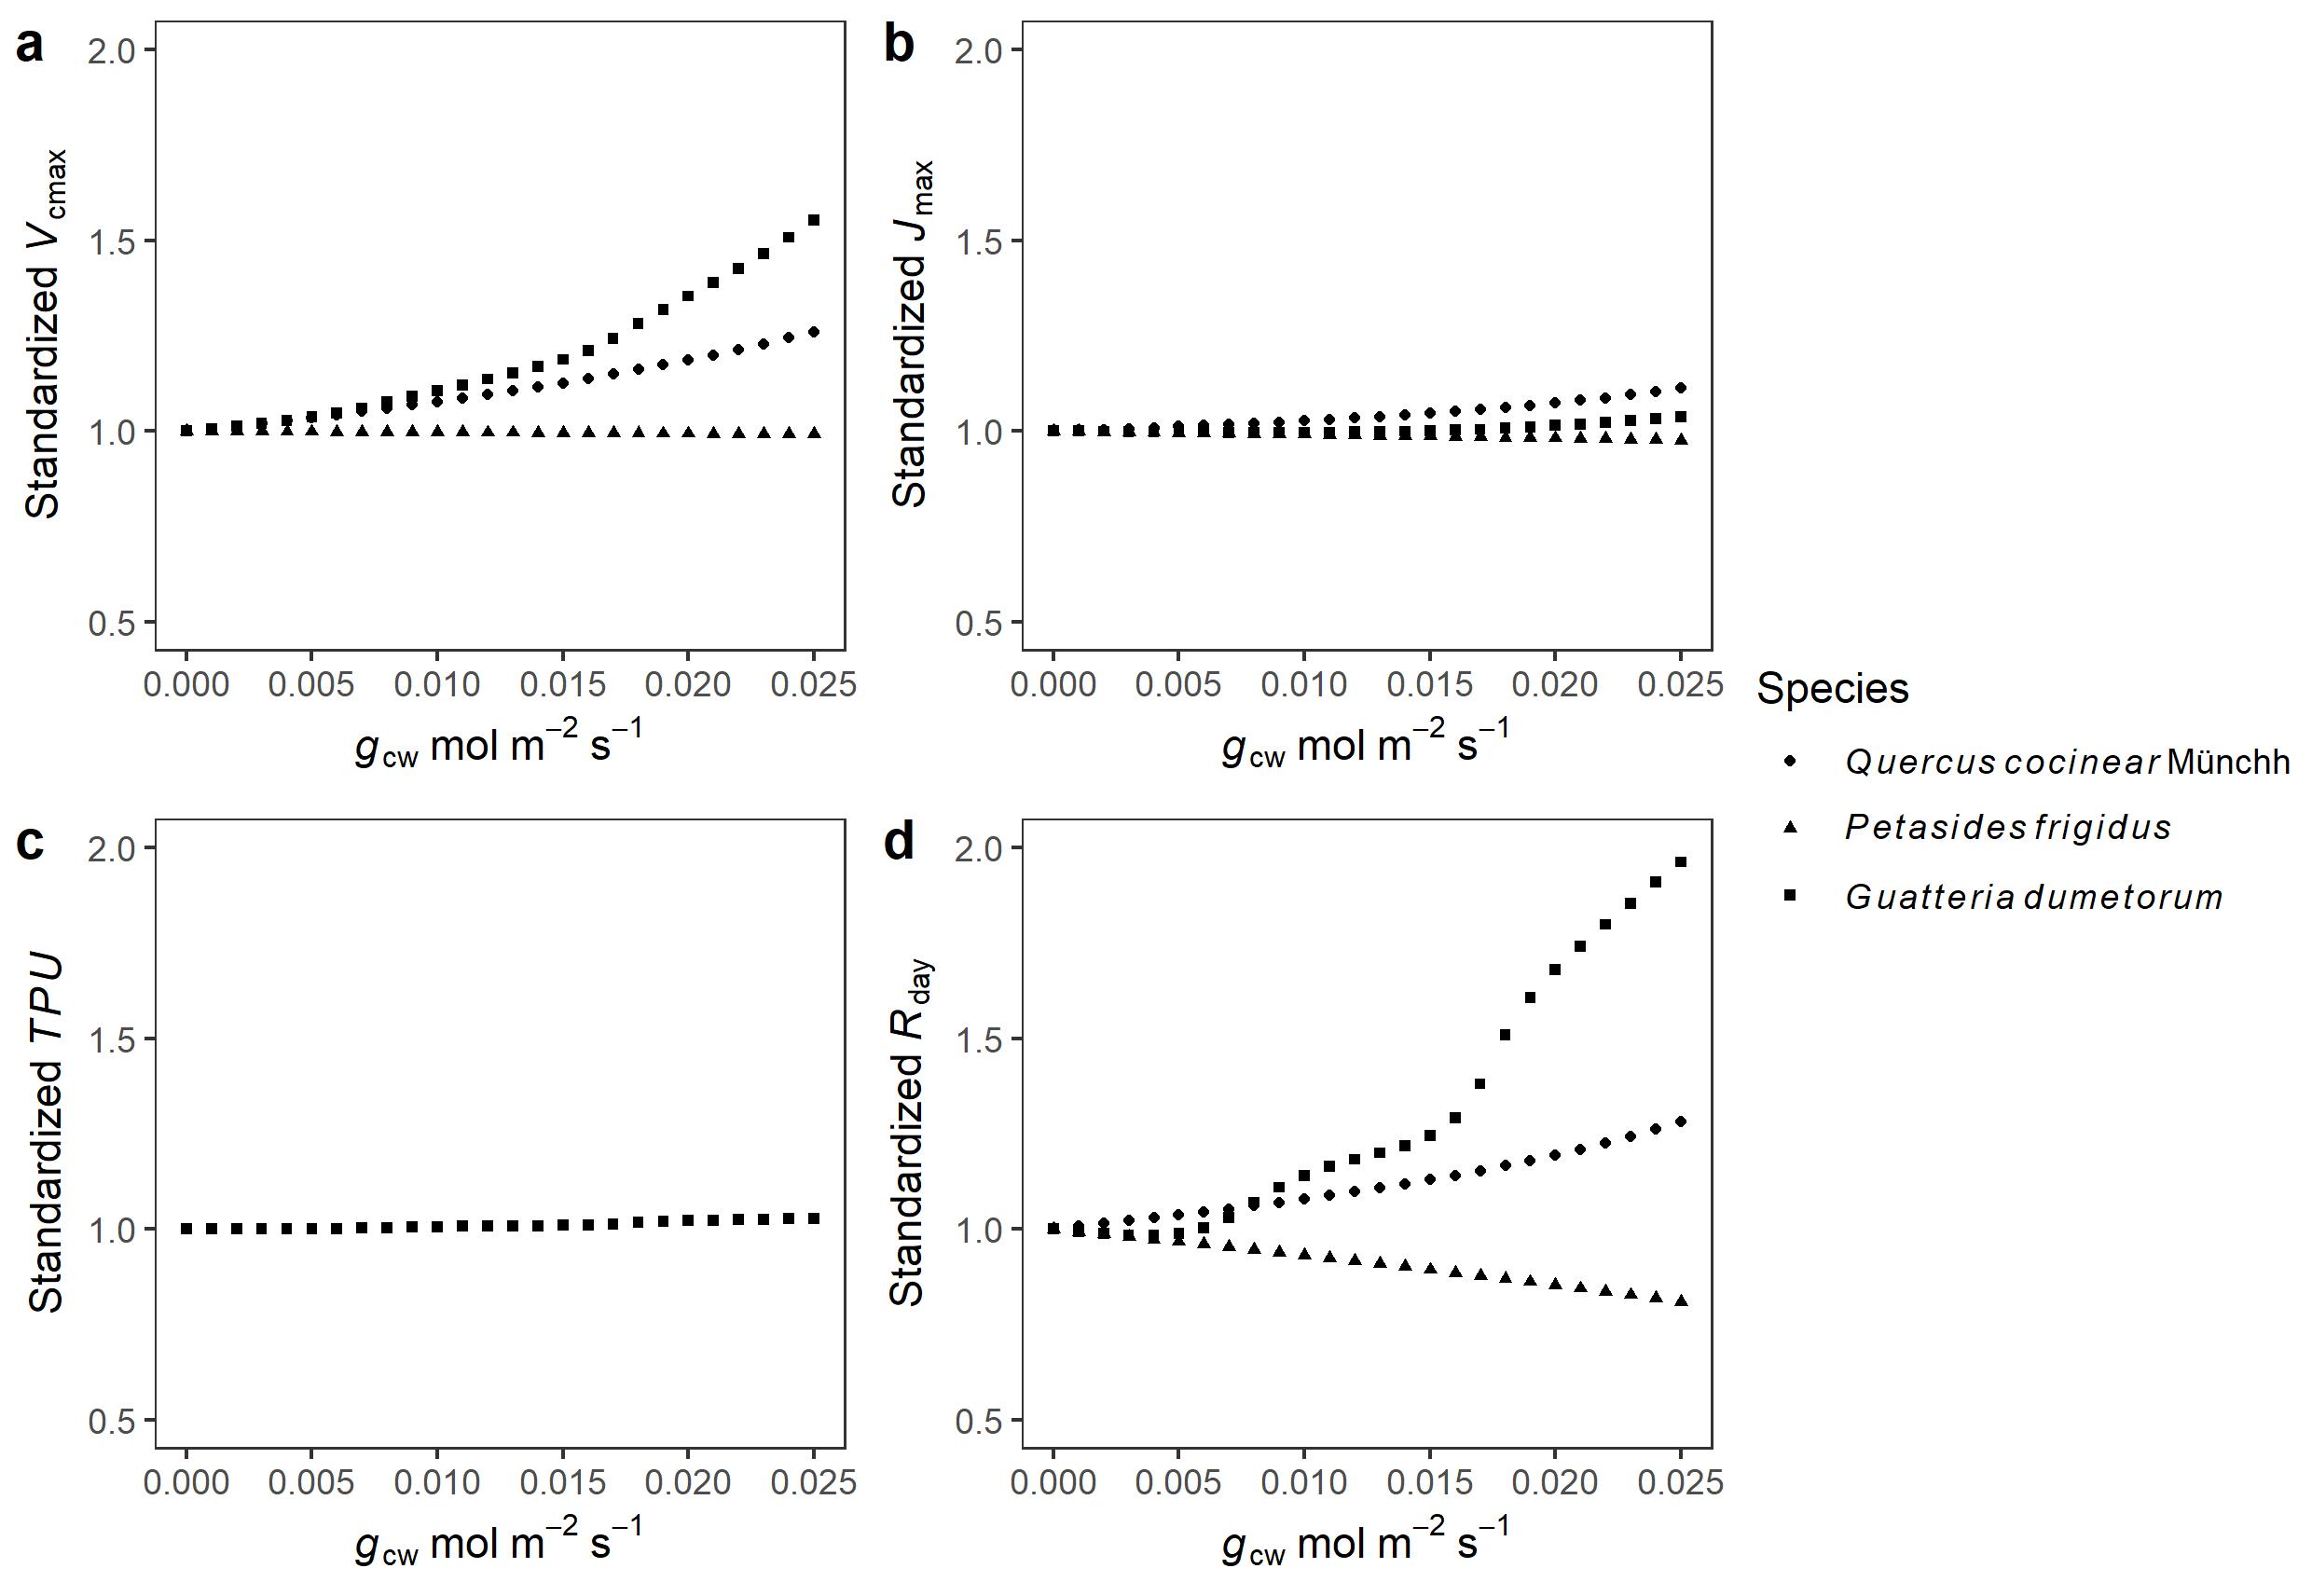 a
2.0
1.5
1.0
0.5
Standardized Vcmax
0.000 0.005 0.010 0.015 0.020 0.025
gcw mol m−2 s−1
b
2.0
1.5
1.0
0.5
Standardized Jmax
0.000 0.005 0.010 0.015 0.020 0.025
gcw mol m−2 s−1
c
2.0
1.5
1.0
0.5
Standardized TPU
0.000 0.005 0.010 0.015 0.020 0.025
gcw mol m−2 s−1
d
2.0
1.5
1.0
0.5
Standardized Rday
0.000 0.005 0.010 0.015 0.020 0.025
gcw mol m−2 s−1
Species
Quercus cocinear Münchh
Petasides frigidus
Guatteria dumetorum